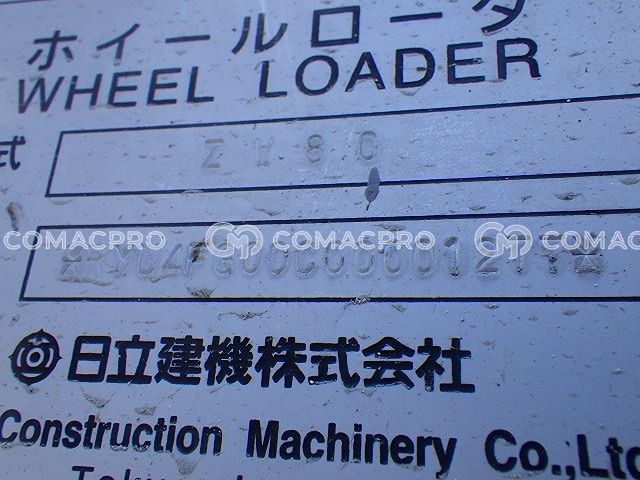 ホイールローダ
WHEEL LOADER
式
ZW80
COMACPRO COMACPRO COMACPRO
日立建機株式会社
Construction Machinery Co.,Ltd